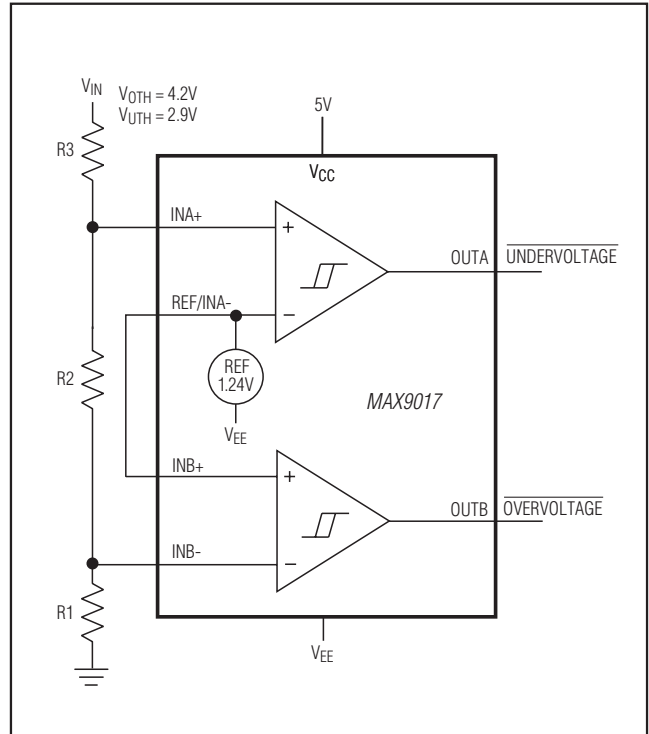 VIN
VOTH = 4.2V
VUTH = 2.9V
5V
R3
VCC
INA+
+
OUTA
UNDERVOLTAGE
REF/INA-
−
REF
1.24V
R2
MAX9017
VEE
INB+
+
OUTB
OVERVOLTAGE
INB-
−
R1
VEE